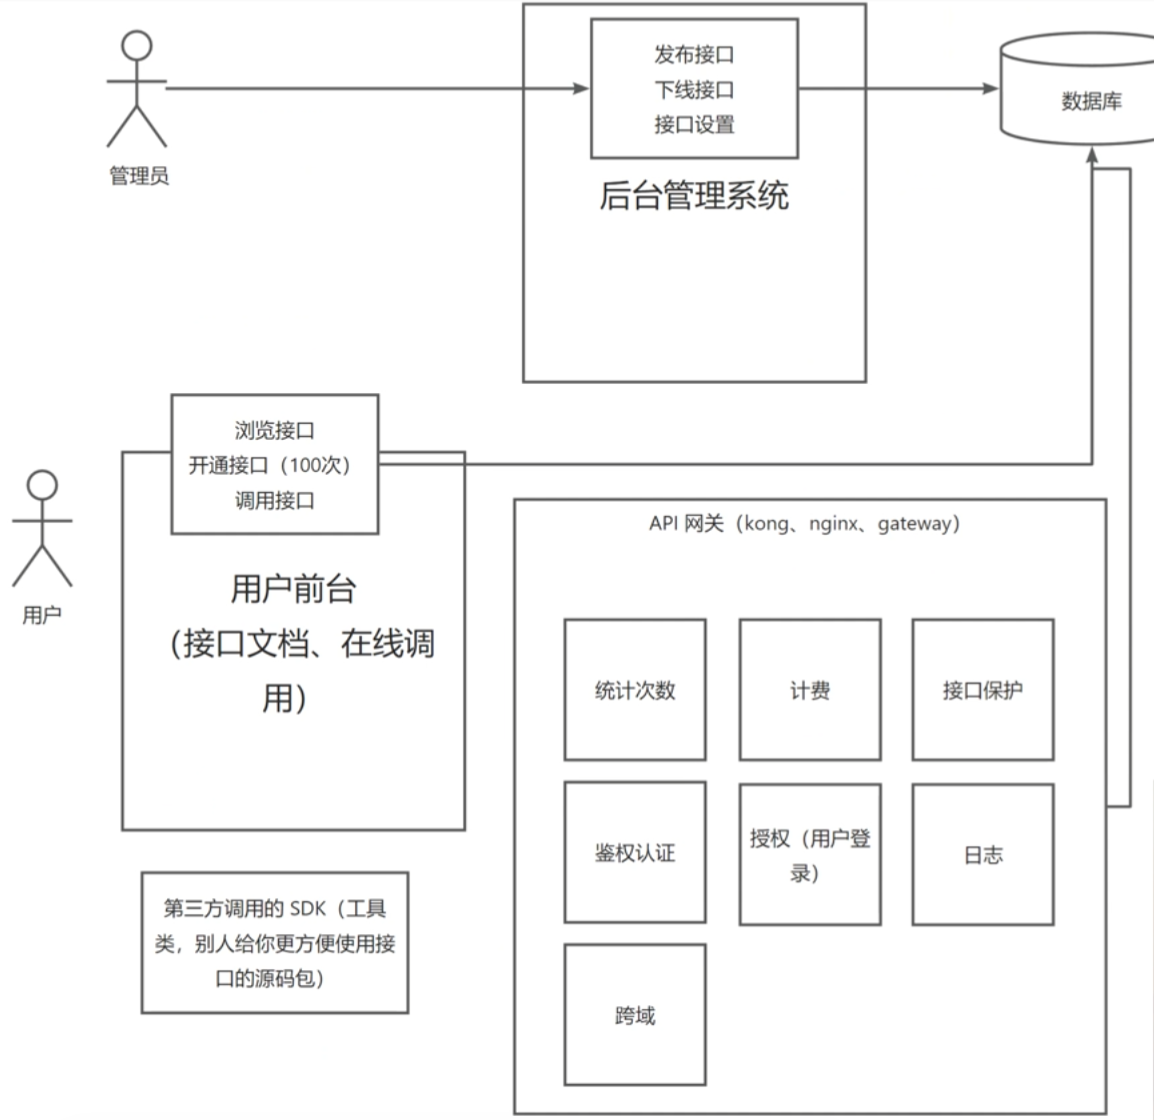 发布接口
下线接口
接口设置
数据库
管理员
后台管理系统
浏览接口
开通接口（100次）
调用接口
用户
用户前台
（接口文档、在线调
用）
API 网关（kong、nginx、gateway）
统计次数
计费
接口保护
鉴权认证
授权（用户登
录）
日志
跨域
第三方调用的 SDK（工具
类，别人给你更方便使用接
口的源码包）